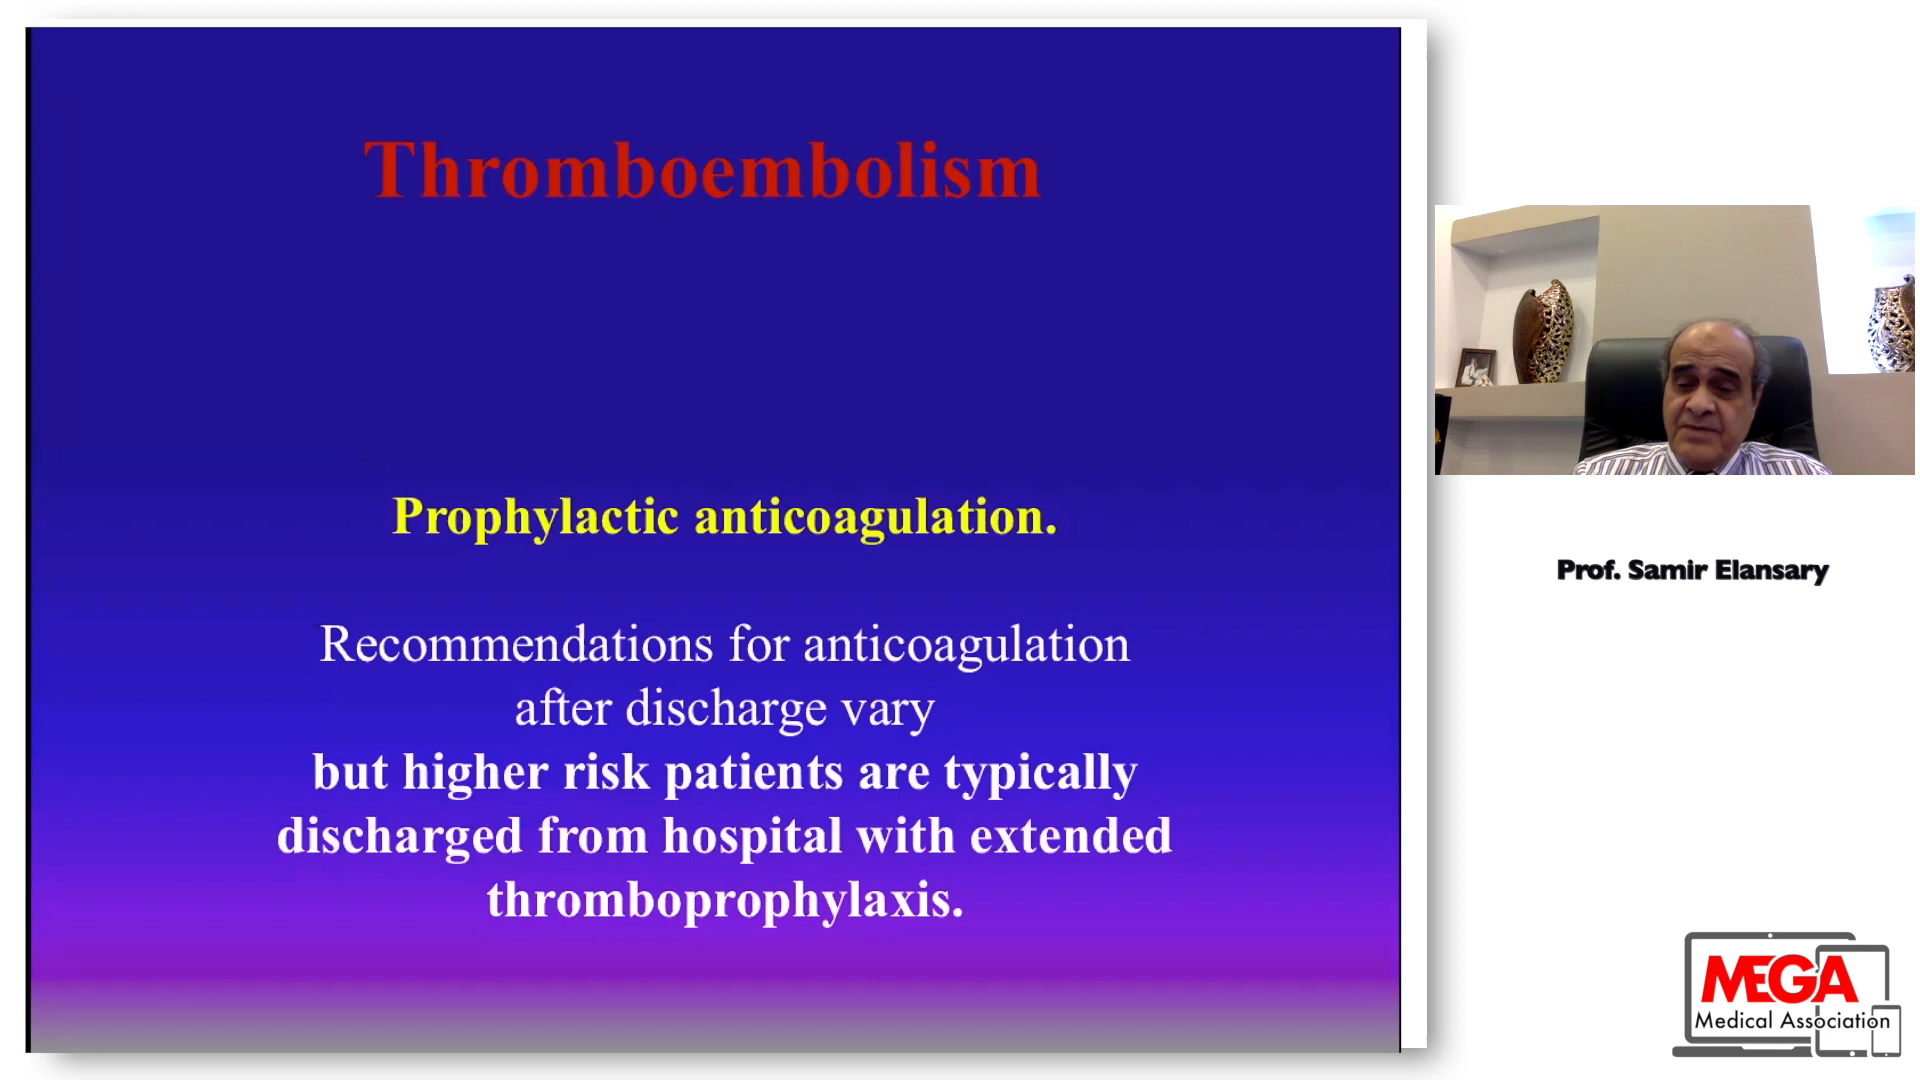 Thromboembolism
Prophylactic anticoagulation.
Recommendations for anticoagulation
after discharge vary
but higher risk patients are typically
discharged from hospital with extended
thromboprophylaxis.
Prof. Samir Elansary
MEGA
Medical Association